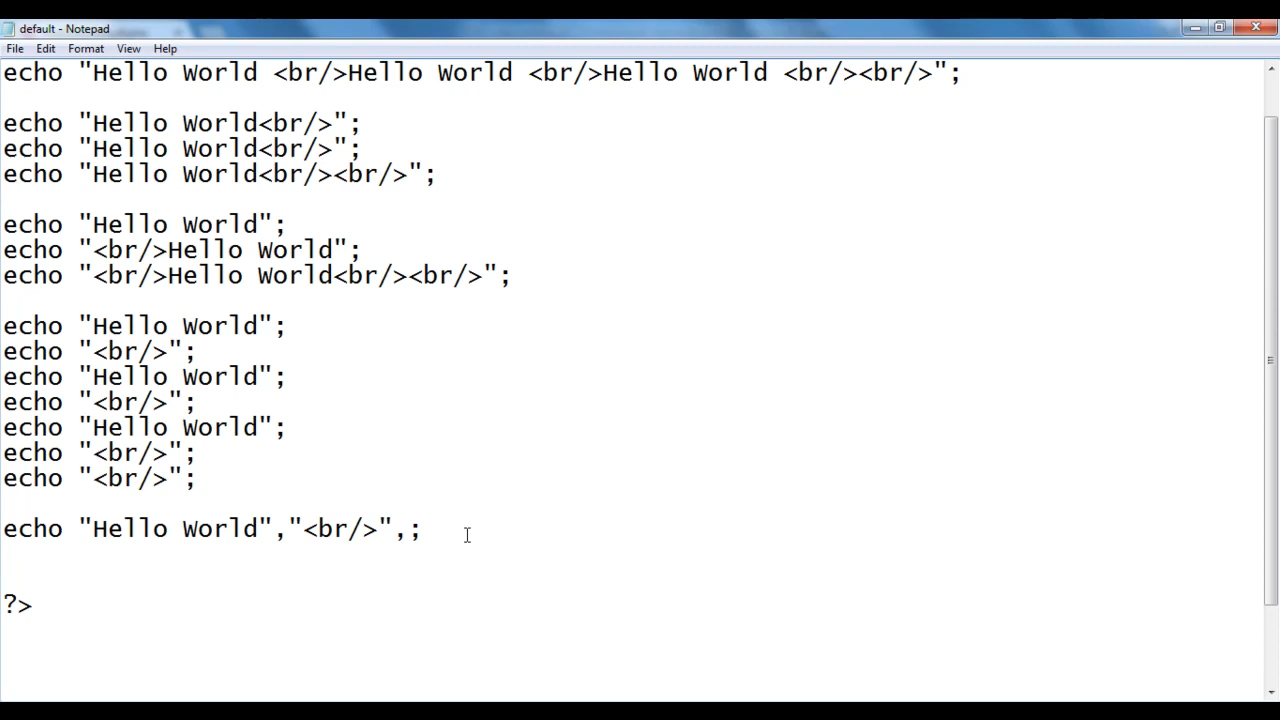 default - Notepad
File Edit Format View Help
echo "Hello World <br/>Hello World <br/>Hello World <br/><br/>";
echo "Hello World<br/>";
echo "Hello World<br/>";
echo "Hello World<br/><br/>";
echo "Hello World";
echo "<br/>Hello World";
echo "<br/>Hello World<br/><br/>";
echo "Hello World";
echo "<br/>";
echo "Hello World";
echo "<br/>";
echo "Hello World";
echo "<br/>";
echo "<br/>";
echo "Hello World","<br/>",;
?>